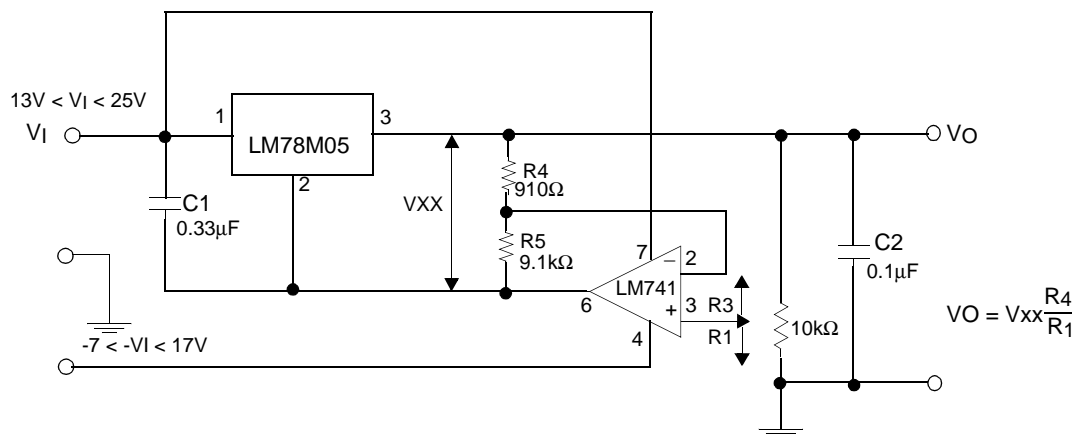 13V < VI < 25V
VI
1
LM78M05
3
2
C1
0.33μF
VXX
R4
910Ω
R5
9.1kΩ
7
–
2
LM741
6
+
3
4
R3
R1
10kΩ
VO
C2
0.1μF
VO = Vxx R4/R1
-7 < -VI < 17V